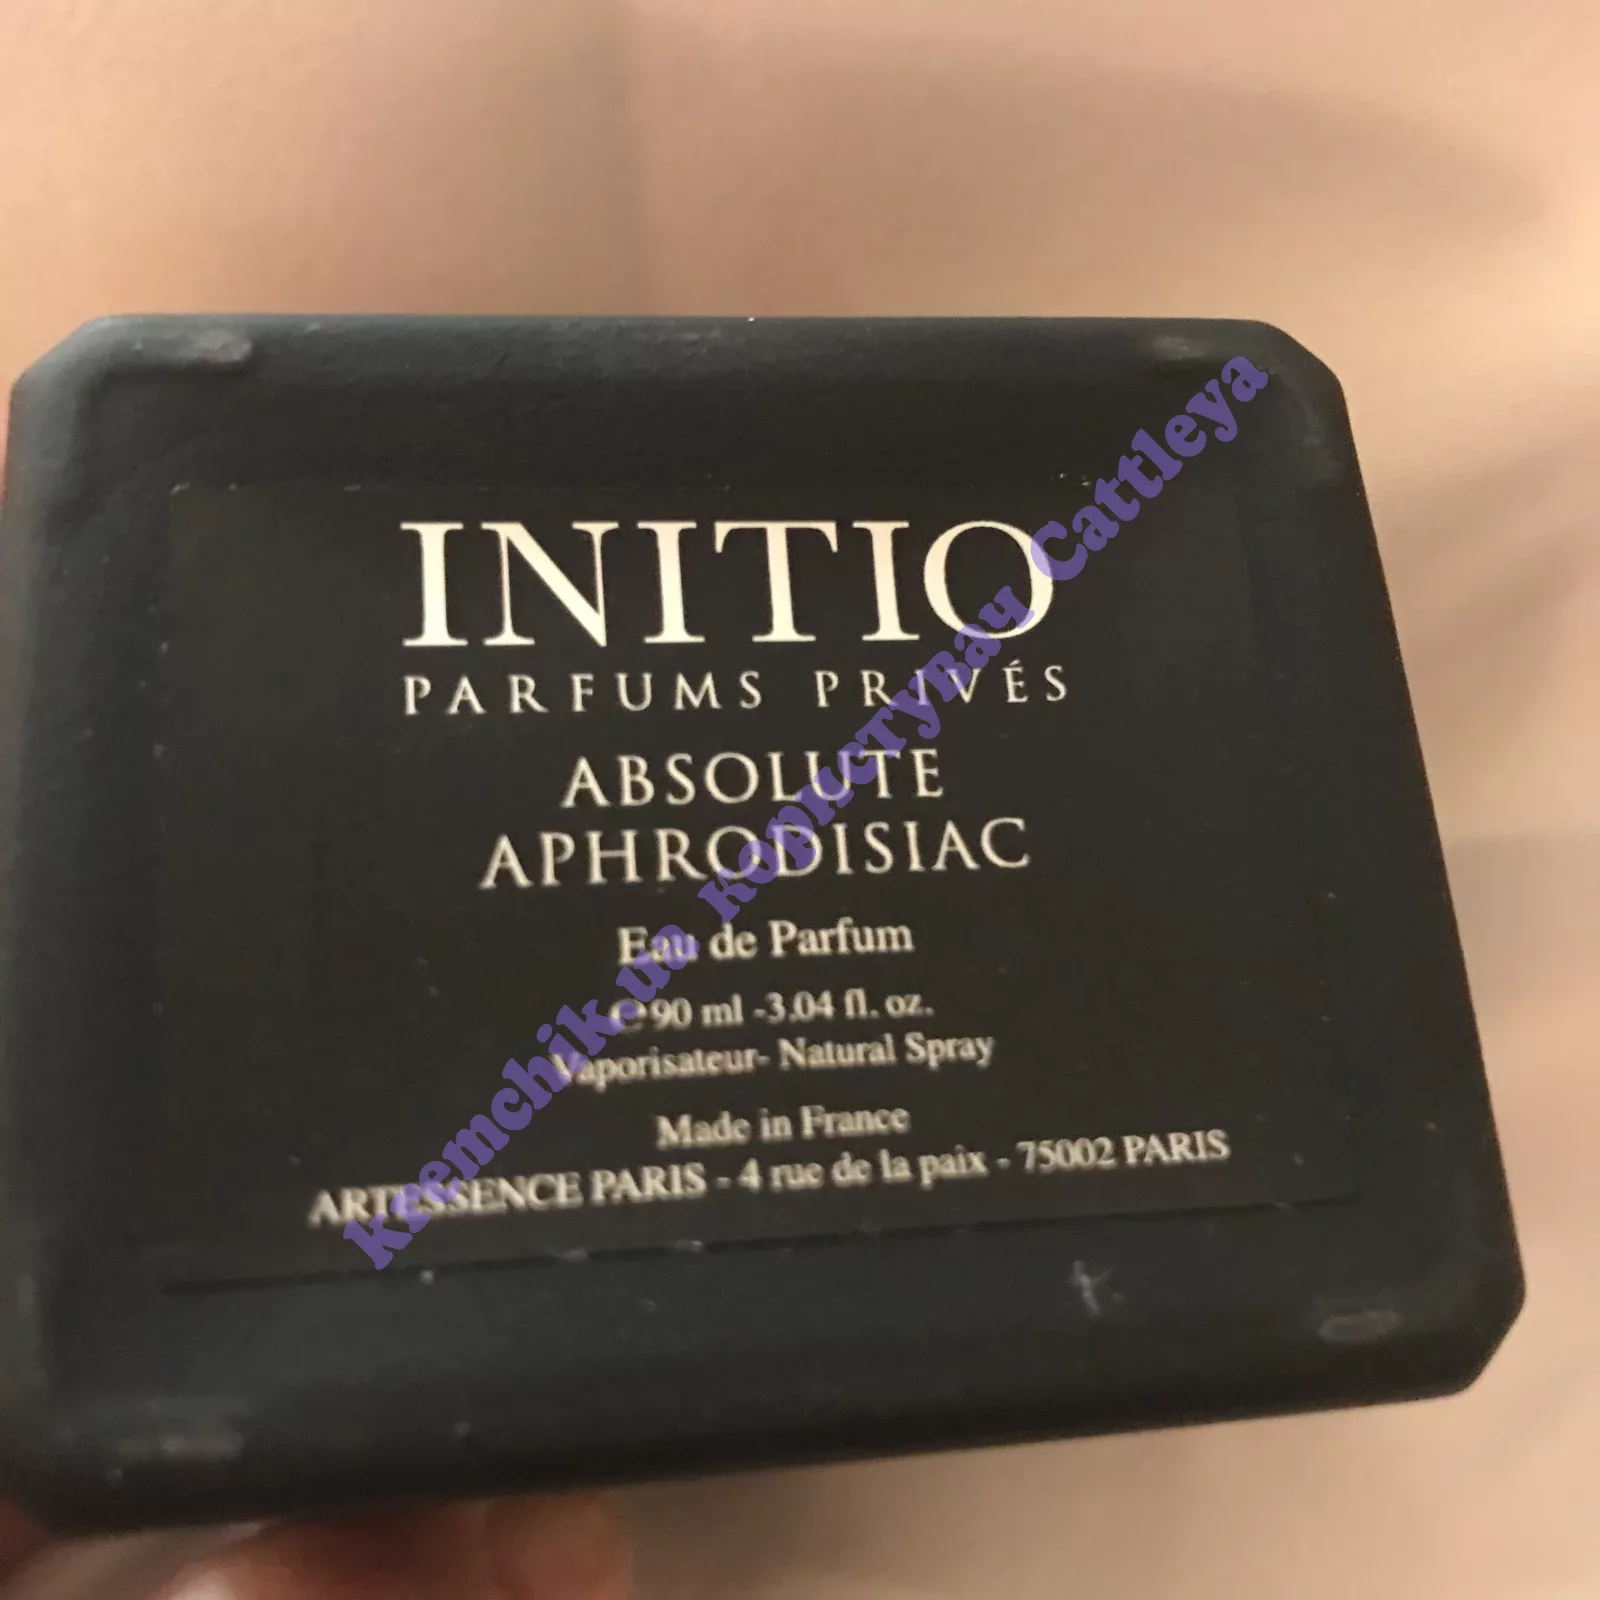 INITIO
PARFUMS PRIVÉS
ABSOLUTE
APHRODISIAC
Eau de Parfum
℮ 90 ml -3.04 fl. oz.
Vaporisateur- Natural Spray
Made in France
ARTESSENCE PARIS - 4 rue de la paix - 75002 PARIS
kremchik.ua користувач Cattleya